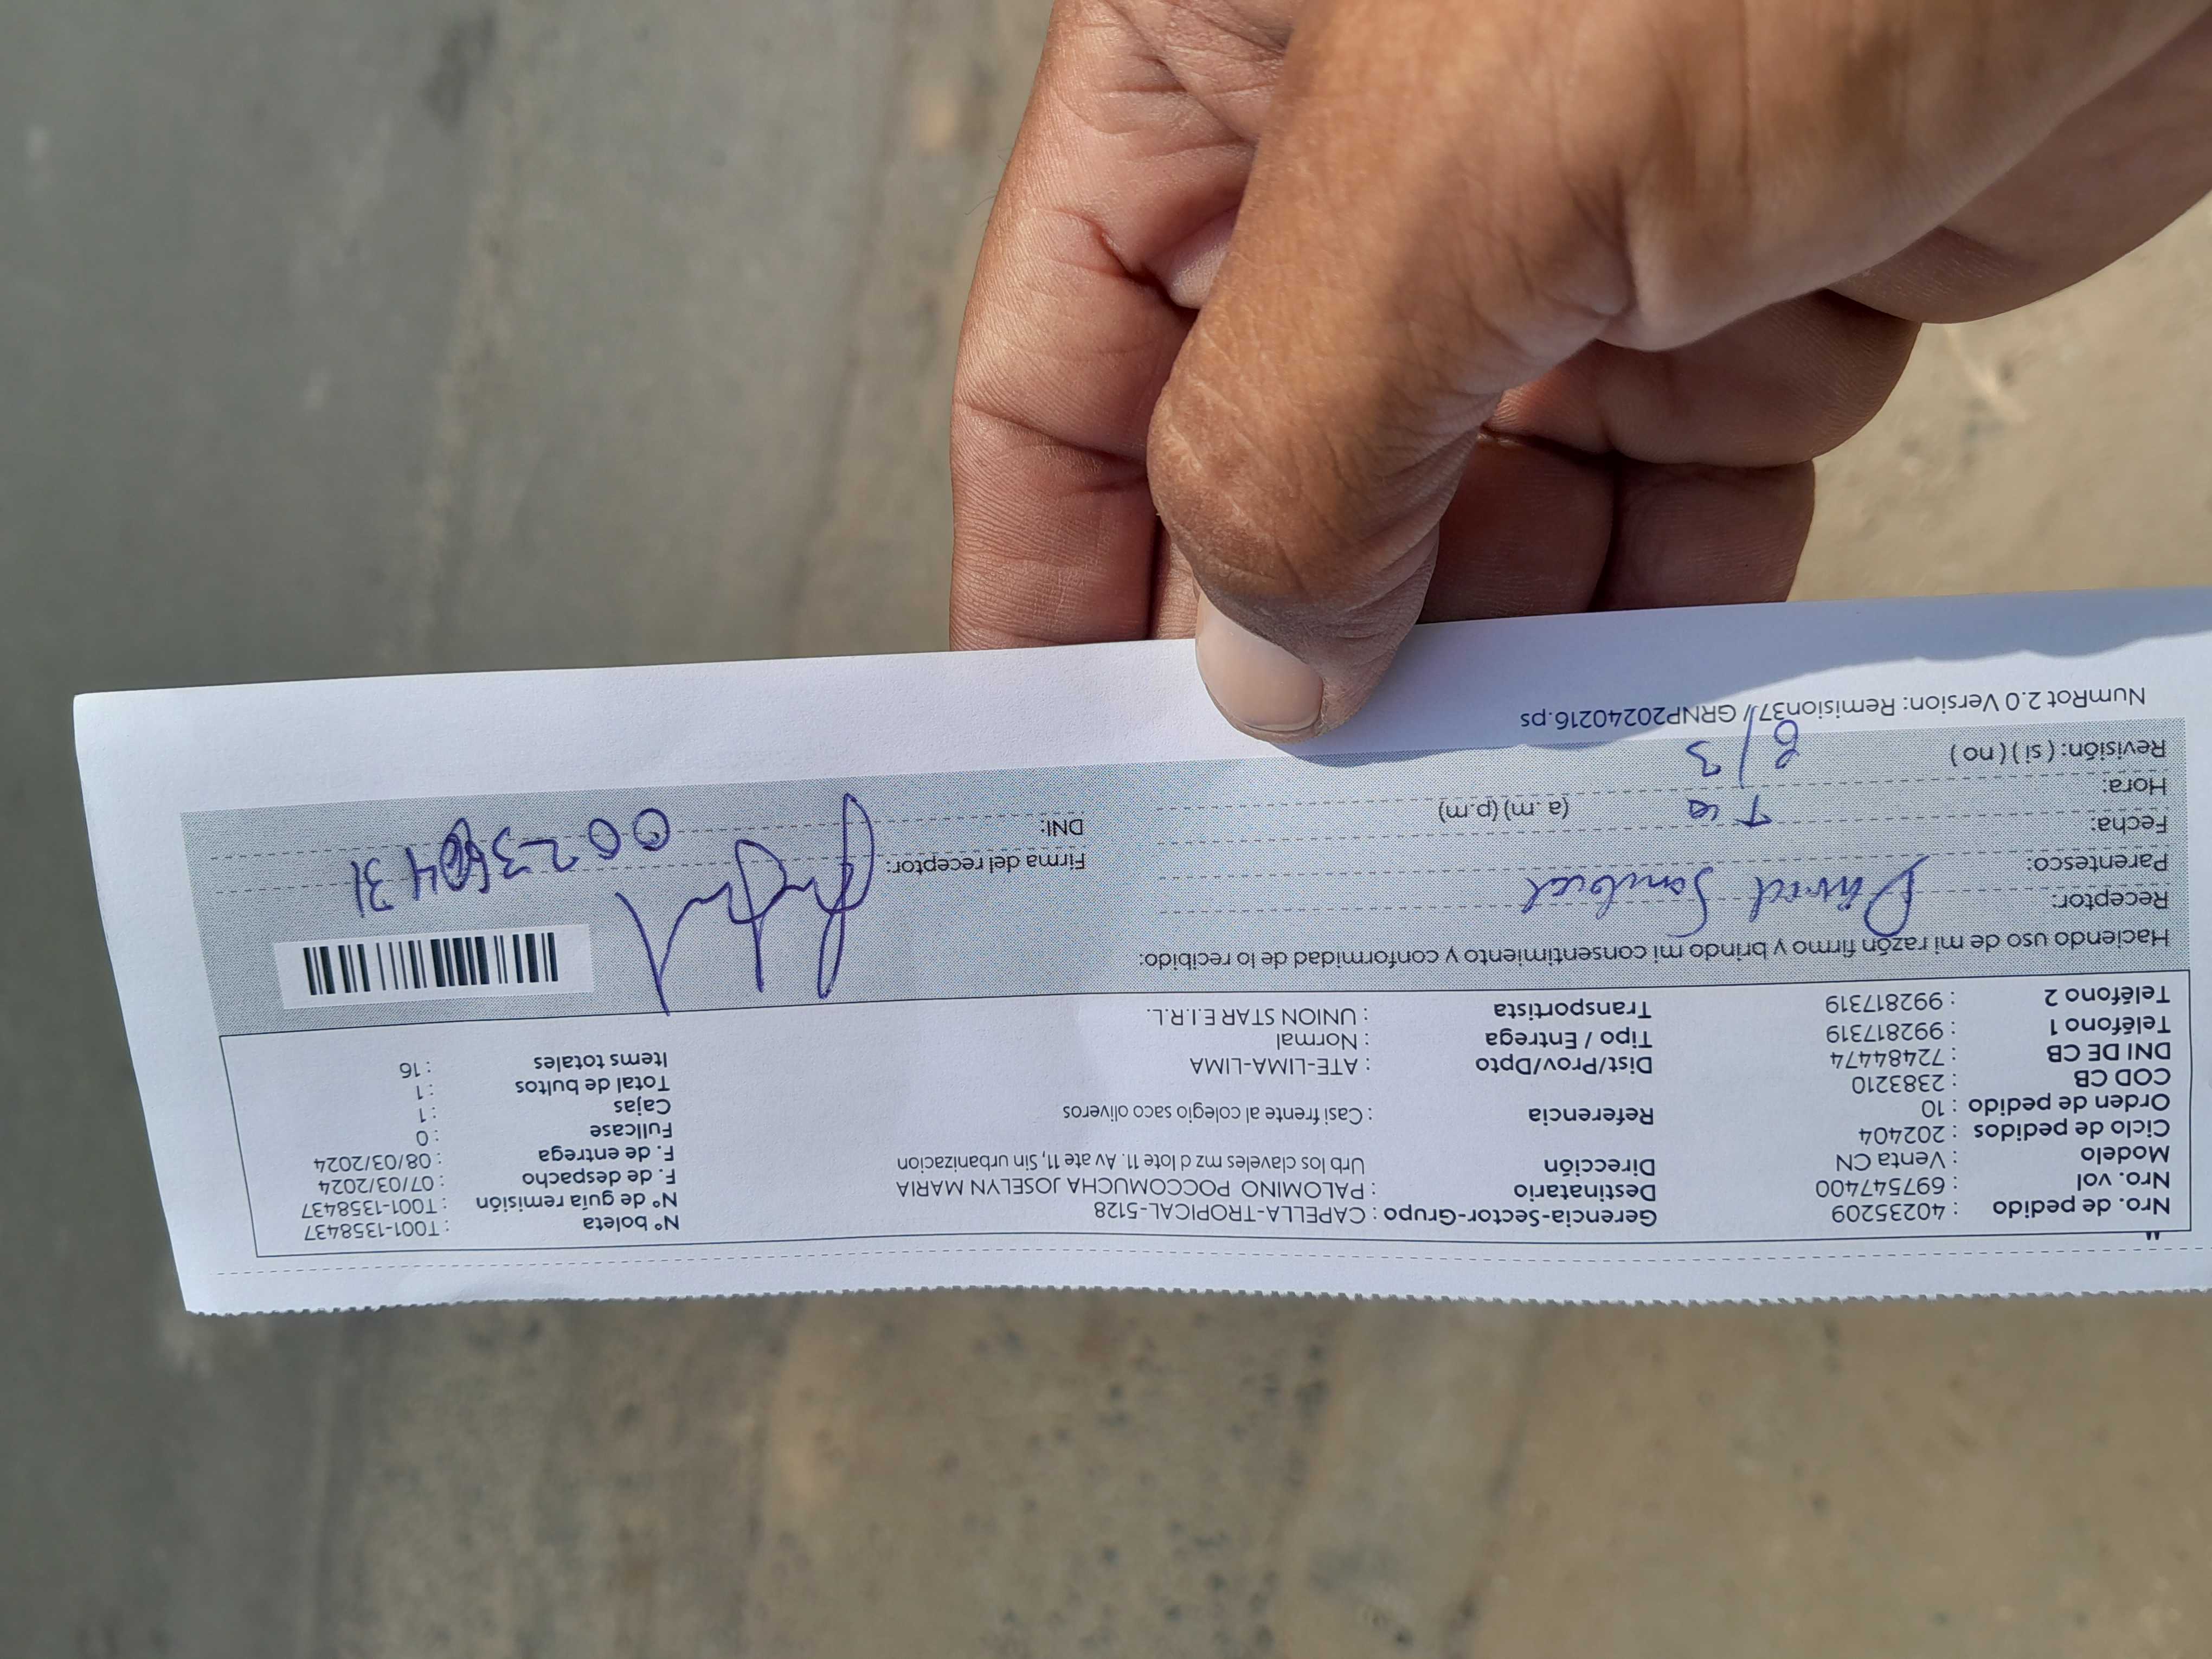 Nro. de pedido : 40235209 Gerencia-Sector-Grupo : CAPELLA-TROPICAL-5128 N° boleta : T001-1358437
Nro. vol : 697547400 Destinatario : PALOMINO POCCOMUCHA JOSELYN MARIA N° de guía remisión : T001-1358437
Modelo : Venta CN Dirección Urb los claveles mz d lote 11. Av ate 11, Sin urbanizacion F. de despacho : 07/03/2024
Ciclo de pedidos : 202404 F. de entrega : 08/03/2024
Orden de pedido : 10 Referencia : Casi frente al colegio saco oliveros Fullcase : 0
COD CB : 2383210 Cajas : 1
DNI DE CB : 72484474 Dist/Prov/Dpto : ATE-LIMA-LIMA Total de bultos : 1
Teléfono 1 : 992817319 Tipo / Entrega : Normal Items totales : 16
Teléfono 2 : 992817319 Transportista : UNION STAR E.I.R.L.
Haciendo uso de mi razón firmo y brindo mi consentimiento y conformidad de lo recibido:
Receptor: David
Parentesco: Firma del receptor:
Fecha: DNI:
Hora: (a. m) (p.m)
Revisión: ( si ) ( no ) 8/3
NumRot 2.0 Version: Remision37 / GRNP20240216.ps